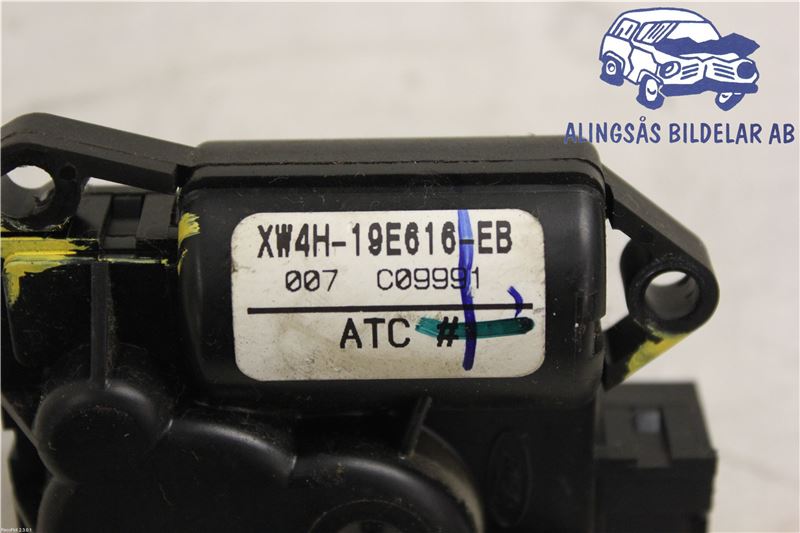 ALINGSÅS BILDELAR AB
XW4H-19E616-EB
007 C09991
ATC #